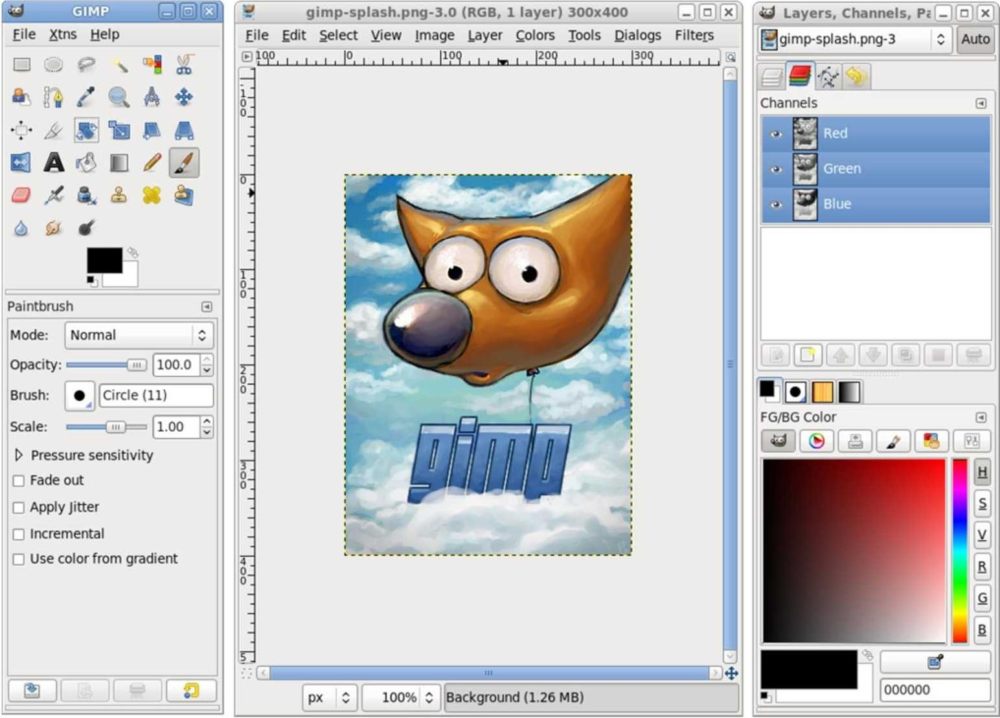 GIMP
File Xtns Help
Paintbrush
Mode: Normal
Opacity: 100.0
Brush: Circle (11)
Scale: 1.00
Pressure sensitivity
Fade out
Apply Jitter
Incremental
Use color from gradient
gimp-splash.png-3.0 (RGB, 1 layer) 300x400
File Edit Select View Image Layer Colors Tools Dialogs Filters
100 0 100 200 300
-100
0
100
200
300
400
5
gimp
px 100% Background (1.26 MB)
Layers, Channels, Pa
gimp-splash.png-3 Auto
Channels
Red
Green
Blue
FG/BG Color
H
S
V
R
G
B
000000